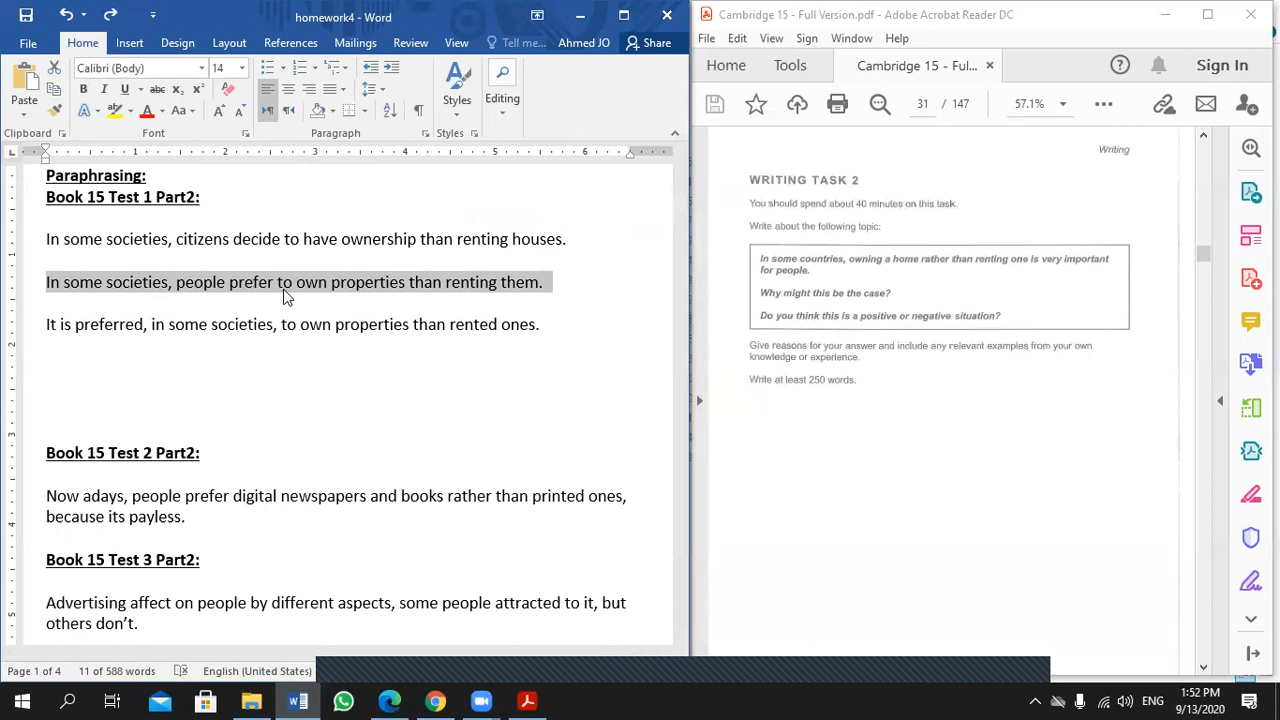 homework4 - Word
Cambridge 15 - Full Version.pdf - Adobe Acrobat Reader DC
File Home Insert Design Layout References Mailings Review View Tell me... Ahmed JO Share
File Edit View Sign Window Help
Home Tools Cambridge 15 - Ful... × ? Sign In
Calibri (Body) 14
Paste
B I U abc X₂ X²
Styles
Editing
31 / 147 57.1%
Clipboard Font Paragraph Styles
1 2 3 4 5 6
Paraphrasing:
Book 15 Test 1 Part2:
In some societies, citizens decide to have ownership than renting houses.
In some societies, people prefer to own properties than renting them.
It is preferred, in some societies, to own properties than rented ones.
Book 15 Test 2 Part2:
Now adays, people prefer digital newspapers and books rather than printed ones,
because its payless.
Book 15 Test 3 Part2:
Advertising affect on people by different aspects, some people attracted to it, but
others don't.
Writing
WRITING TASK 2
You should spend about 40 minutes on this task.
Write about the following topic:
In some countries, owning a home rather than renting one is very important
for people.
Why might this be the case?
Do you think this is a positive or negative situation?
Give reasons for your answer and include any relevant examples from your own
knowledge or experience.
Write at least 250 words.
Page 1 of 4 11 of 588 words English (United States)
ENG
1:52 PM
9/13/2020